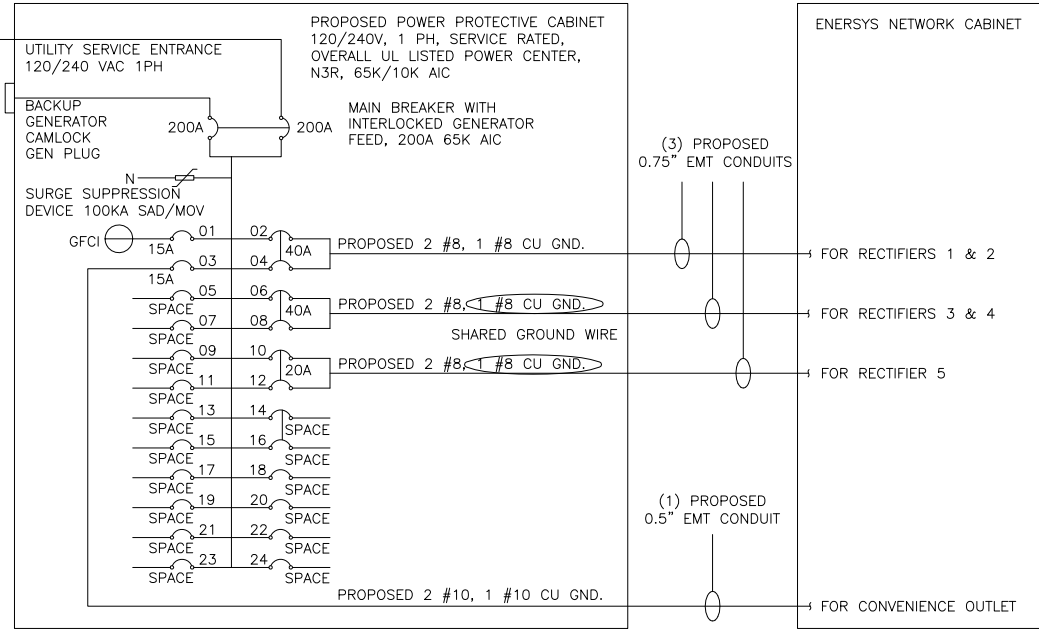 PROPOSED POWER PROTECTIVE CABINET
120/240V, 1 PH, SERVICE RATED,
OVERALL UL LISTED POWER CENTER,
N3R, 65K/10K AIC
ENERSYS NETWORK CABINET
UTILITY SERVICE ENTRANCE
120/240 VAC 1PH
BACKUP
GENERATOR
CAMLOCK
GEN PLUG
200A
200A
MAIN BREAKER WITH
INTERLOCKED GENERATOR
FEED, 200A 65K AIC
(3) PROPOSED
0.75" EMT CONDUITS
N
SURGE SUPPRESSION
DEVICE 100KA SAD/MOV
GFCI
15A
01
02
40A
PROPOSED 2 #8, 1 #8 CU GND.
FOR RECTIFIERS 1 & 2
15A
03
04
SPACE
05
06
40A
PROPOSED 2 #8, 1 #8 CU GND.
FOR RECTIFIERS 3 & 4
SPACE
07
08
SHARED GROUND WIRE
SPACE
09
10
20A
PROPOSED 2 #8, 1 #8 CU GND.
FOR RECTIFIER 5
SPACE
11
12
SPACE
13
14
SPACE
SPACE
15
16
SPACE
SPACE
17
18
SPACE
SPACE
19
20
SPACE
SPACE
21
22
SPACE
SPACE
23
24
SPACE
(1) PROPOSED
0.5" EMT CONDUIT
PROPOSED 2 #10, 1 #10 CU GND.
FOR CONVENIENCE OUTLET